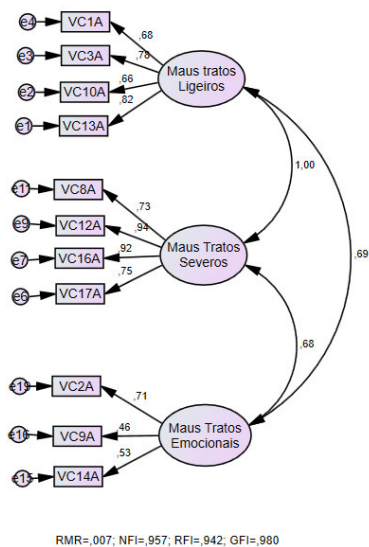 e4 VC1A ,68
e3 VC3A ,78
e2 VC10A ,66
e1 VC13A ,82
Maus tratos
Ligeiros
1,00
e11 VC8A ,73
e9 VC12A ,94
e7 VC16A ,92
e6 VC17A ,75
Maus Tratos
Severos
,69
,68
e19 VC2A ,71
e16 VC9A ,46
e15 VC14A ,53
Maus Tratos
Emocionais
RMR=,007; NFI=,957; RFI=,942; GFI=,980